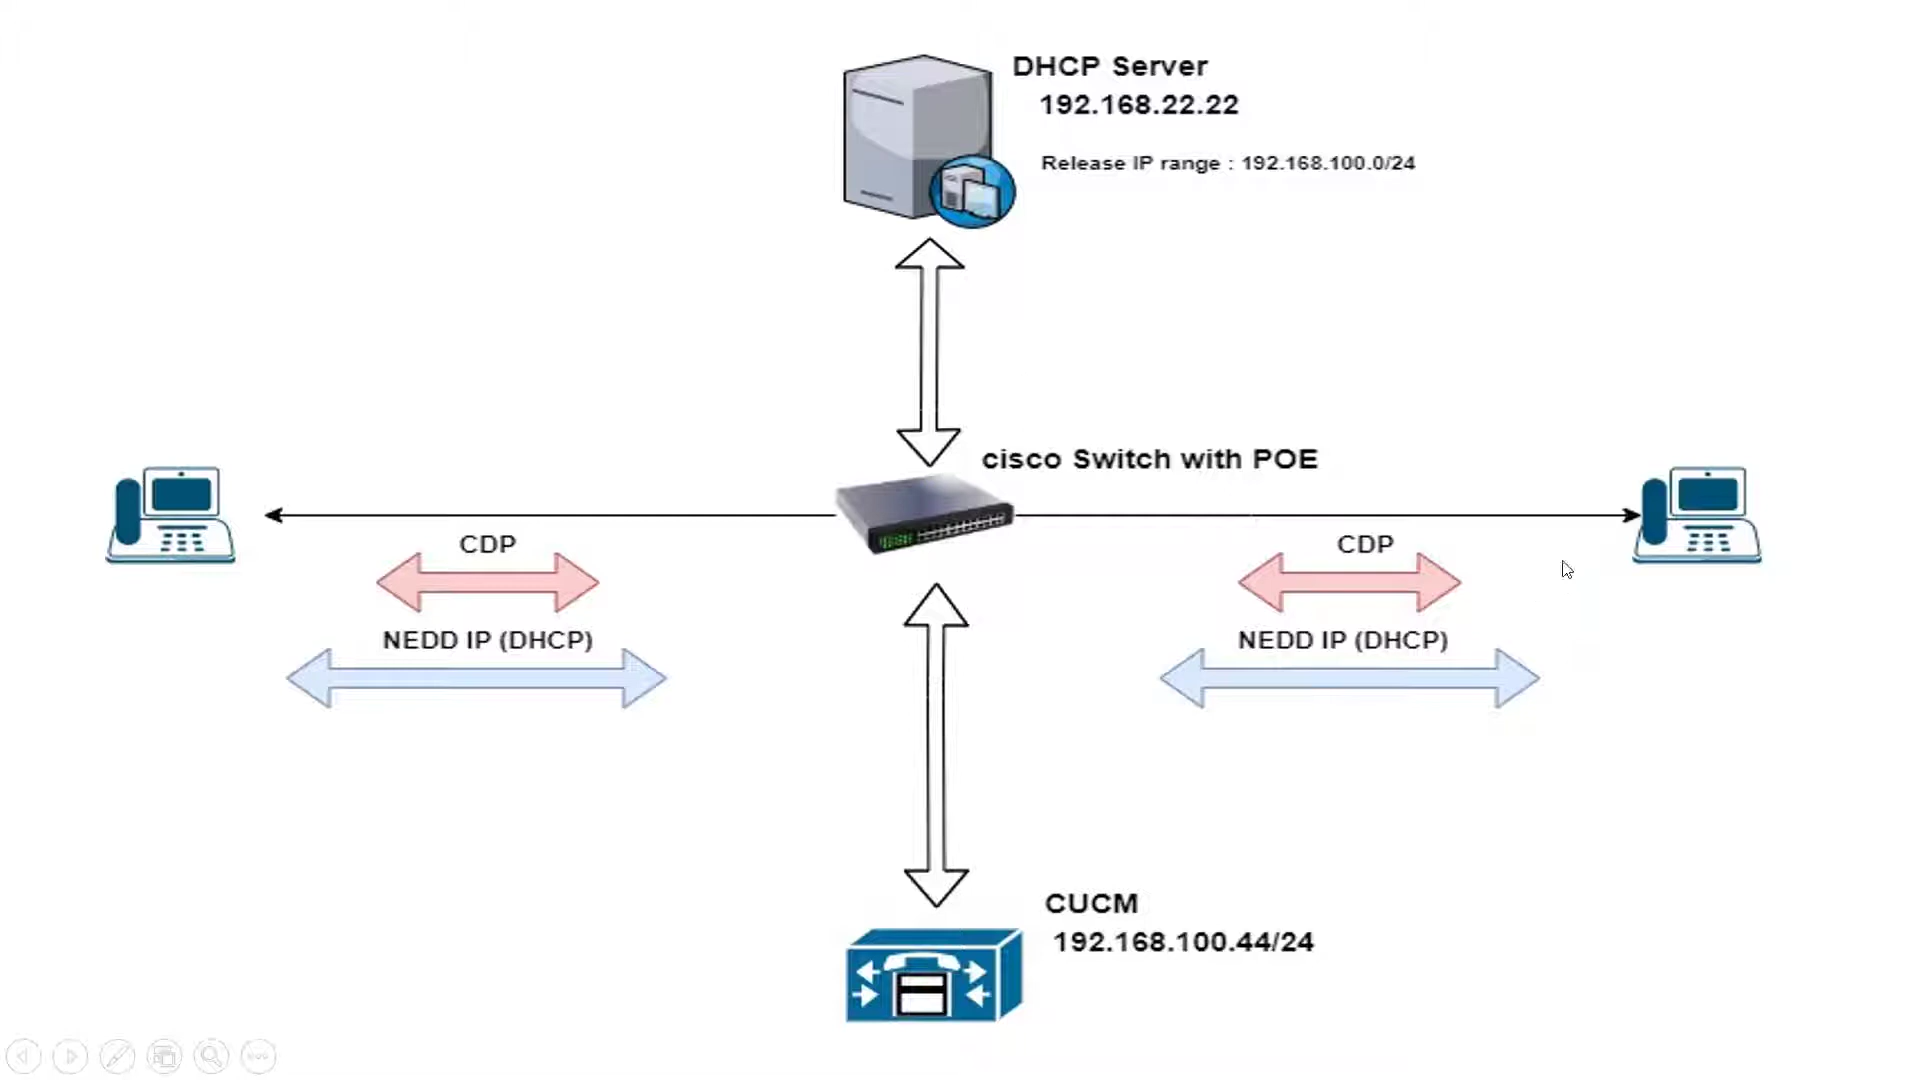 DHCP Server
192.168.22.22
Release IP range : 192.168.100.0/24
cisco Switch with POE
CDP
CDP
NEDD IP (DHCP)
NEDD IP (DHCP)
CUCM
192.168.100.44/24